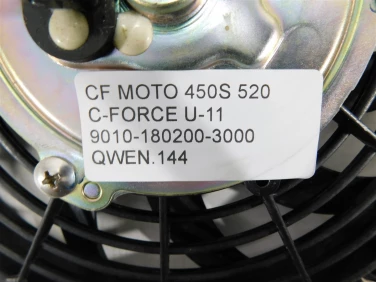 CF MOTO 450S 520
C-FORCE U-11
9010-180200-3000
QWEN.144